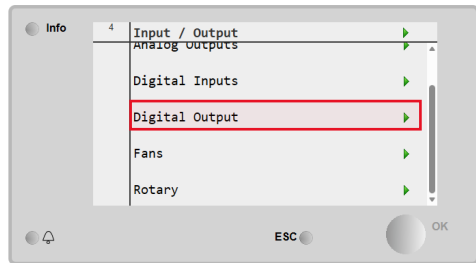 Info
4 Input / Output
Analog Outputs
Digital Inputs
Digital Output
Fans
Rotary
ESC
OK